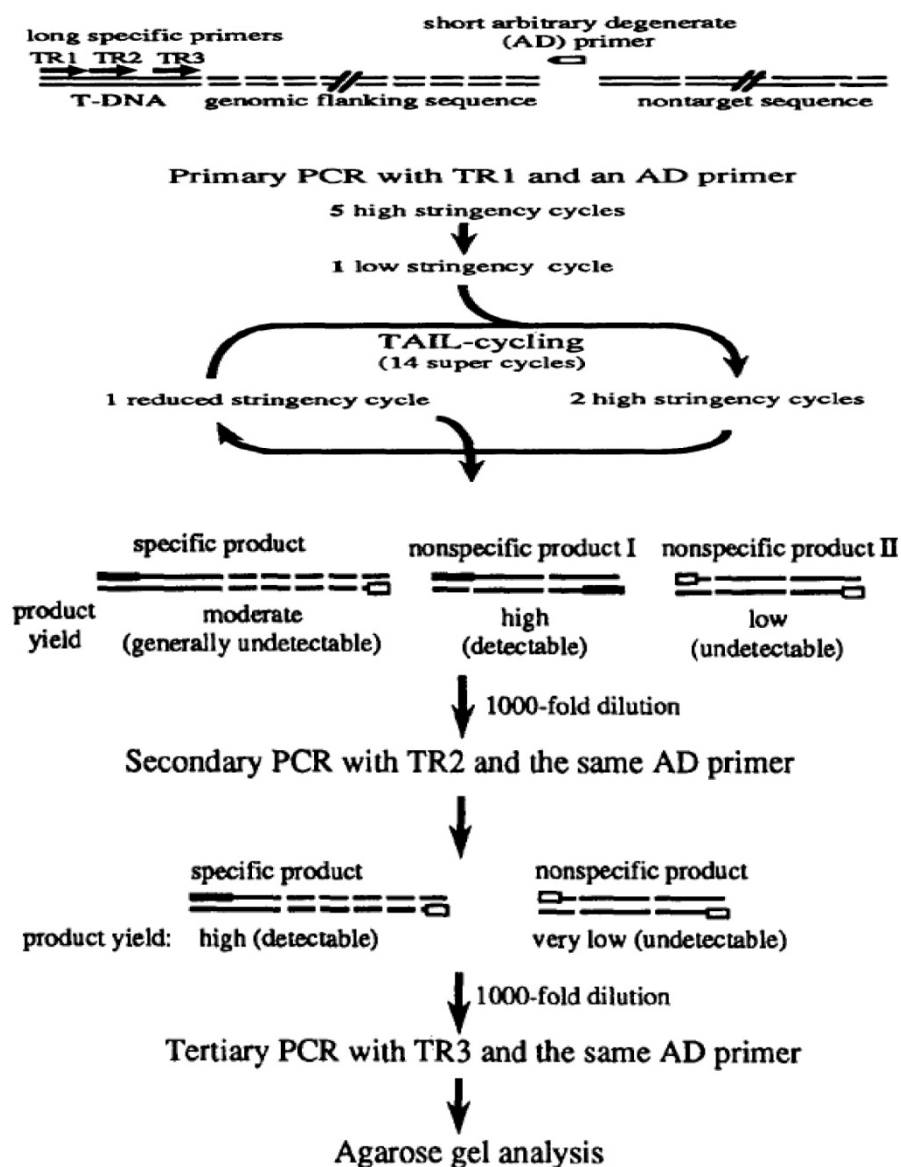 short arbitrary degenerate
(AD) primer
long specific primers
TR1 TR2 TR3
T-DNA genomic flanking sequence nontarget sequence
Primary PCR with TR1 and an AD primer
5 high stringency cycles
1 low stringency cycle
TAIL-cycling
(14 super cycles)
1 reduced stringency cycle 2 high stringency cycles
specific product nonspecific product I nonspecific product II
product yield moderate (generally undetectable) high (detectable) low (undetectable)
1000-fold dilution
Secondary PCR with TR2 and the same AD primer
specific product nonspecific product
product yield: high (detectable) very low (undetectable)
1000-fold dilution
Tertiary PCR with TR3 and the same AD primer
Agarose gel analysis